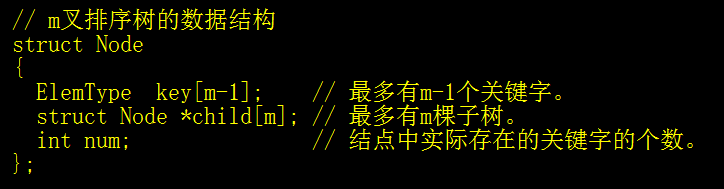 // m叉排序树的数据结构
struct Node
{
  ElemType  key[m-1];    // 最多有m-1个关键字。
  struct Node *child[m]; // 最多有m棵子树。
  int num;               // 结点中实际存在的关键字的个数。
};